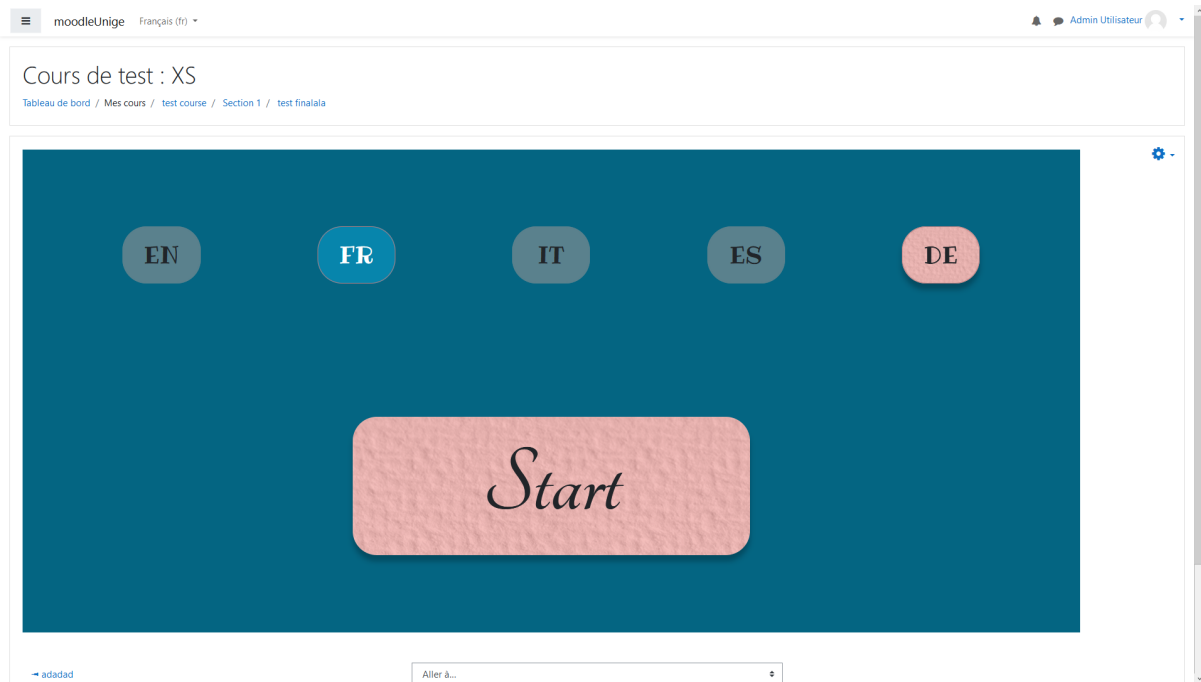 moodleUnige Français (fr) Admin Utilisateur
Cours de test : XS
Tableau de bord / Mes cours / test course / Section 1 / test finalala
EN FR IT ES DE
Start
adadad Aller à...